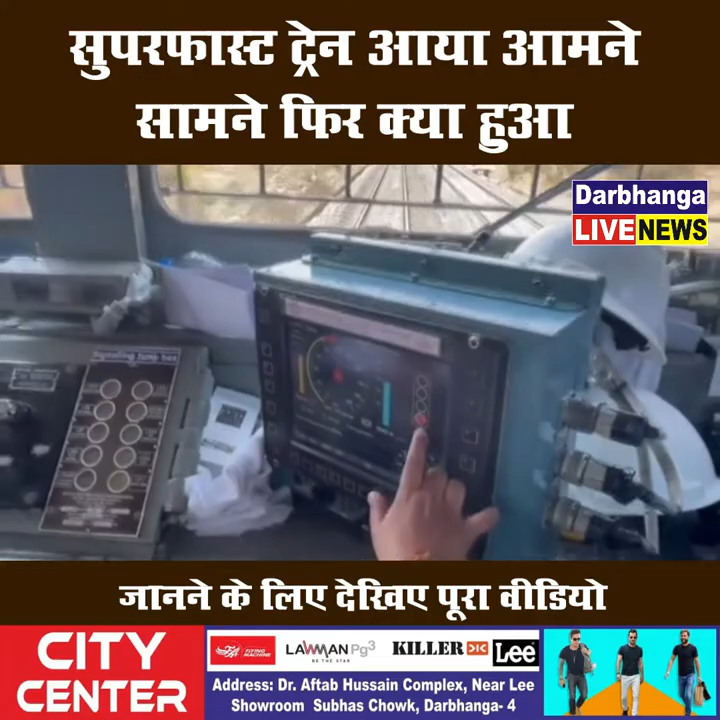 सुपरफास्ट ट्रेन आया आमने
सामने फिर क्या हुआ
Darbhanga
LIVE NEWS
जानने के लिए देखिए पूरा वीडियो
CITY
CENTER
FLYING
MACHINE
LAWMAN Pg3
BE THE STAR
KILLER
Lee
Address: Dr. Aftab Hussain Complex, Near Lee
Showroom Subhas Chowk, Darbhanga- 4